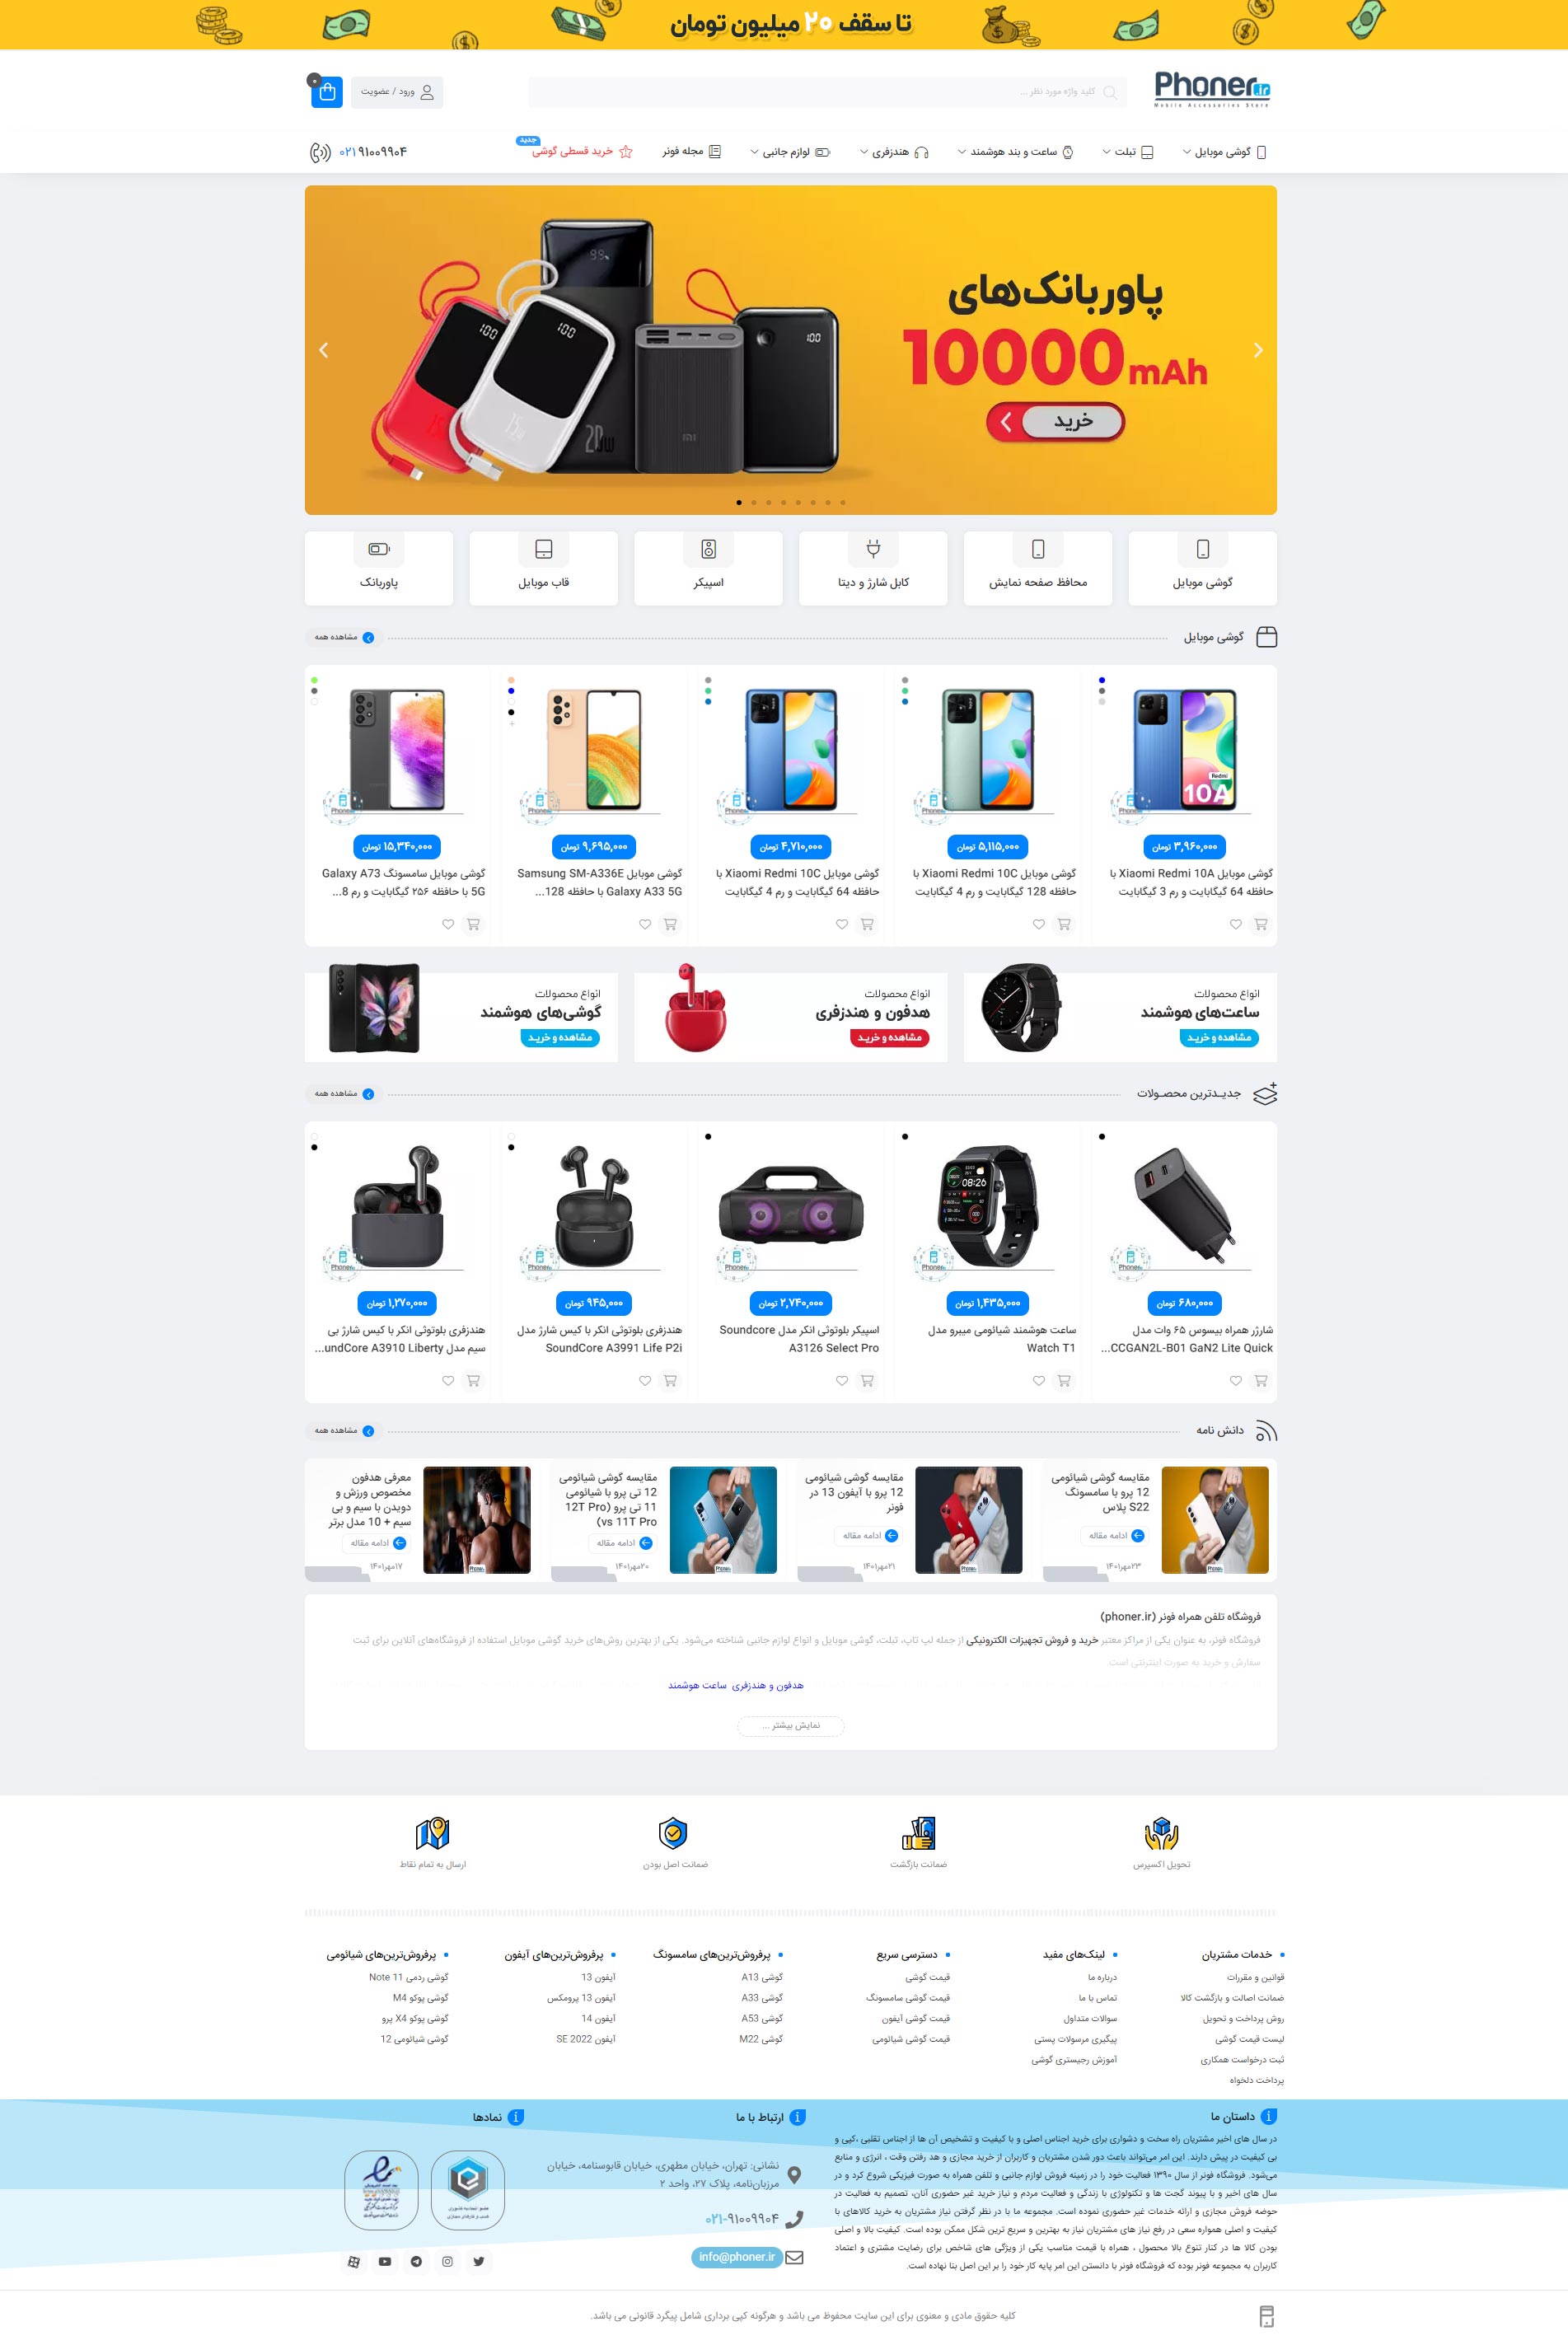 تا سقف ۲۰ میلیون تومان
Phoner.ir
Mobile Accessories Store
کلید واژه مورد نظر ...
ورود / عضویت
۰
گوشی موبایل
تبلت
ساعت و بند هوشمند
هندزفری
لوازم جانبی
مجله فونر
خرید قسطی گوشی
جدید
۰۲۱ ۹۱۰۰۹۹۰۴
پاوربانک‌های
10000 mAh
خرید
گوشی موبایل
محافظ صفحه نمایش
کابل شارژ و دیتا
اسپیکر
قاب موبایل
پاوربانک
گوشی موبایل
مشاهده همه
۳,۹۶۰,۰۰۰ تومان
گوشی موبایل Xiaomi Redmi 10A با
حافظه 64 گیگابایت و رم 3 گیگابایت
۵,۱۱۵,۰۰۰ تومان
گوشی موبایل Xiaomi Redmi 10C با
حافظه 128 گیگابایت و رم 4 گیگابایت
۴,۷۱۰,۰۰۰ تومان
گوشی موبایل Xiaomi Redmi 10C با
حافظه 64 گیگابایت و رم 4 گیگابایت
۹,۶۹۵,۰۰۰ تومان
گوشی موبایل Samsung SM-A336E
Galaxy A33 5G با حافظه 128...
۱۵,۳۴۰,۰۰۰ تومان
گوشی موبایل سامسونگ Galaxy A73
5G با حافظه ۲۵۶ گیگابایت و رم 8...
انواع محصولات
ساعت‌های هوشمند
مشاهده و خریـد
انواع محصولات
هدفون و هندزفری
مشاهده و خریـد
انواع محصولات
گوشی‌های هوشمند
مشاهده و خریـد
جدیـدترین محصـولات
مشاهده همه
۶۸۰,۰۰۰ تومان
شارژر همراه بیسوس ۶۵ وات مدل
CCGAN2L-B01 GaN2 Lite Quick...
۱,۴۳۵,۰۰۰ تومان
ساعت هوشمند شیائومی میبرو مدل
Watch T1
۲,۷۴۰,۰۰۰ تومان
اسپیکر بلوتوثی انکر مدل Soundcore
A3126 Select Pro
۹۴۵,۰۰۰ تومان
هندزفری بلوتوثی انکر با کیس شارژ مدل
SoundCore A3991 Life P2i
۱,۲۷۰,۰۰۰ تومان
هندزفری بلوتوثی انکر با کیس شارژ بی
سیم مدل undCore A3910 Liberty...
دانش نامه
مشاهده همه
مقایسه گوشی شیائومی
12 پرو با سامسونگ
S22 پلاس
ادامه مقاله
۲۳مهر۱۴۰۱
مقایسه گوشی شیائومی
12 پرو با آیفون 13 در
فونر
ادامه مقاله
۲۱مهر۱۴۰۱
مقایسه گوشی شیائومی
12 تی پرو با شیائومی
11 تی پرو (12T Pro
vs 11T Pro)
ادامه مقاله
۲۰مهر۱۴۰۱
معرفی هدفون
مخصوص ورزش و
دویدن با سیم و بی
سیم + 10 مدل برتر
ادامه مقاله
۱۷مهر۱۴۰۱
فروشگاه تلفن همراه فونر (phoner.ir)
فروشگاه فونر، به عنوان یکی از مراکز معتبر خرید و فروش تجهیزات الکترونیکی از جمله لپ تاپ، تبلت، گوشی موبایل و انواع لوازم جانبی شناخته می‌شود. یکی از بهترین روش‌های خرید گوشی موبایل استفاده از فروشگاه‌های آنلاین برای ثبت
سفارش و خرید به صورت اینترنتی است.
هدفون و هندزفری ساعت هوشمند
نمایش بیشتر ...
تحویل اکسپرس
ضمانت بازگشت
ضمانت اصل بودن
ارسال به تمام نقاط
خدمات مشتریان
قوانین و مقررات
ضمانت اصالت و بازگشت کالا
روش پرداخت و تحویل
لیست قیمت گوشی
ثبت درخواست همکاری
پرداخت دلخواه
لینک‌های مفید
درباره ما
تماس با ما
سوالات متداول
پیگیری مرسولات پستی
آموزش رجیستری گوشی
دسترسی سریع
قیمت گوشی
قیمت گوشی سامسونگ
قیمت گوشی آیفون
قیمت گوشی شیائومی
پرفروش‌ترین‌های سامسونگ
گوشی A13
گوشی A33
گوشی A53
گوشی M22
پرفروش‌ترین‌های آیفون
آیفون 13
آیفون 13 پرومکس
آیفون 14
آیفون SE 2022
پرفروش‌ترین‌های شیائومی
گوشی ردمی Note 11
گوشی پوکو M4
گوشی پوکو X4 پرو
گوشی شیائومی 12
داستان ما
در سال های اخیر مشتریان راه سخت و دشواری برای خرید اجناس اصلی و با کیفیت و تشخیص آن ها از اجناس تقلبی ،کپی و
بی کیفیت در پیش دارند. این امر می‌تواند باعث دور شدن مشتریان و کاربران از خرید مجازی و هد رفتن وقت ، انرژی و منابع
می‌شود. فروشگاه فونر از سال ۱۳۹۰ فعالیت خود را در زمینه فروش لوازم جانبی و تلفن همراه به صورت فیزیکی شروع کرد و در
سال های اخیر و با پیوند گجت ها و تکنولوژی با زندگی و فعالیت مردم و نیاز خرید غیر حضوری آنان، تصمیم به فعالیت در
حوضه فروش مجازی و ارائه خدمات غیر حضوری نموده است. مجموعه ما با در نظر گرفتن نیاز مشتریان به خرید کالاهای با
کیفیت و اصلی همواره سعی در رفع نیاز های مشتریان نیاز به بهترین و سریع ترین شکل ممکن بوده است. کیفیت بالا و اصلی
بودن کالا ها در کنار تنوع بالا محصول ، همراه با قیمت مناسب یکی از ویژگی های شاخص برای رضایت مشتری و اعتماد
کاربران به مجموعه فونر بوده که فروشگاه فونر با دانستن این امر پایه کار خود را بر این اصل بنا نهاده است.
ارتباط با ما
نشانی: تهران، خیابان مطهری، خیابان قابوسنامه، خیابان
مرزبان‌نامه، پلاک ۲۷، واحد ۲
۰۲۱-۹۱۰۰۹۹۰۴
info@phoner.ir
نمادها
کلیه حقوق مادی و معنوی برای این سایت محفوظ می باشد و هرگونه کپی برداری شامل پیگرد قانونی می باشد.